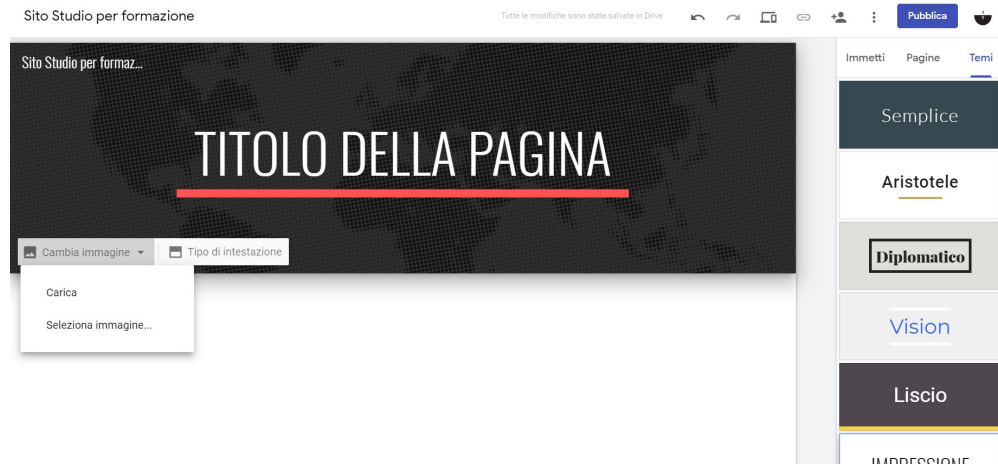 Sito Studio per formazione
Tutte le modifiche sono state salvate in Drive
Pubblica
Sito Studio per formaz...
TITOLO DELLA PAGINA
Cambia immagine
Tipo di intestazione
Carica
Seleziona immagine...
Immetti Pagine Temi
Semplice
Aristotele
Diplomatico
Vision
Liscio
IMPRESSIONE